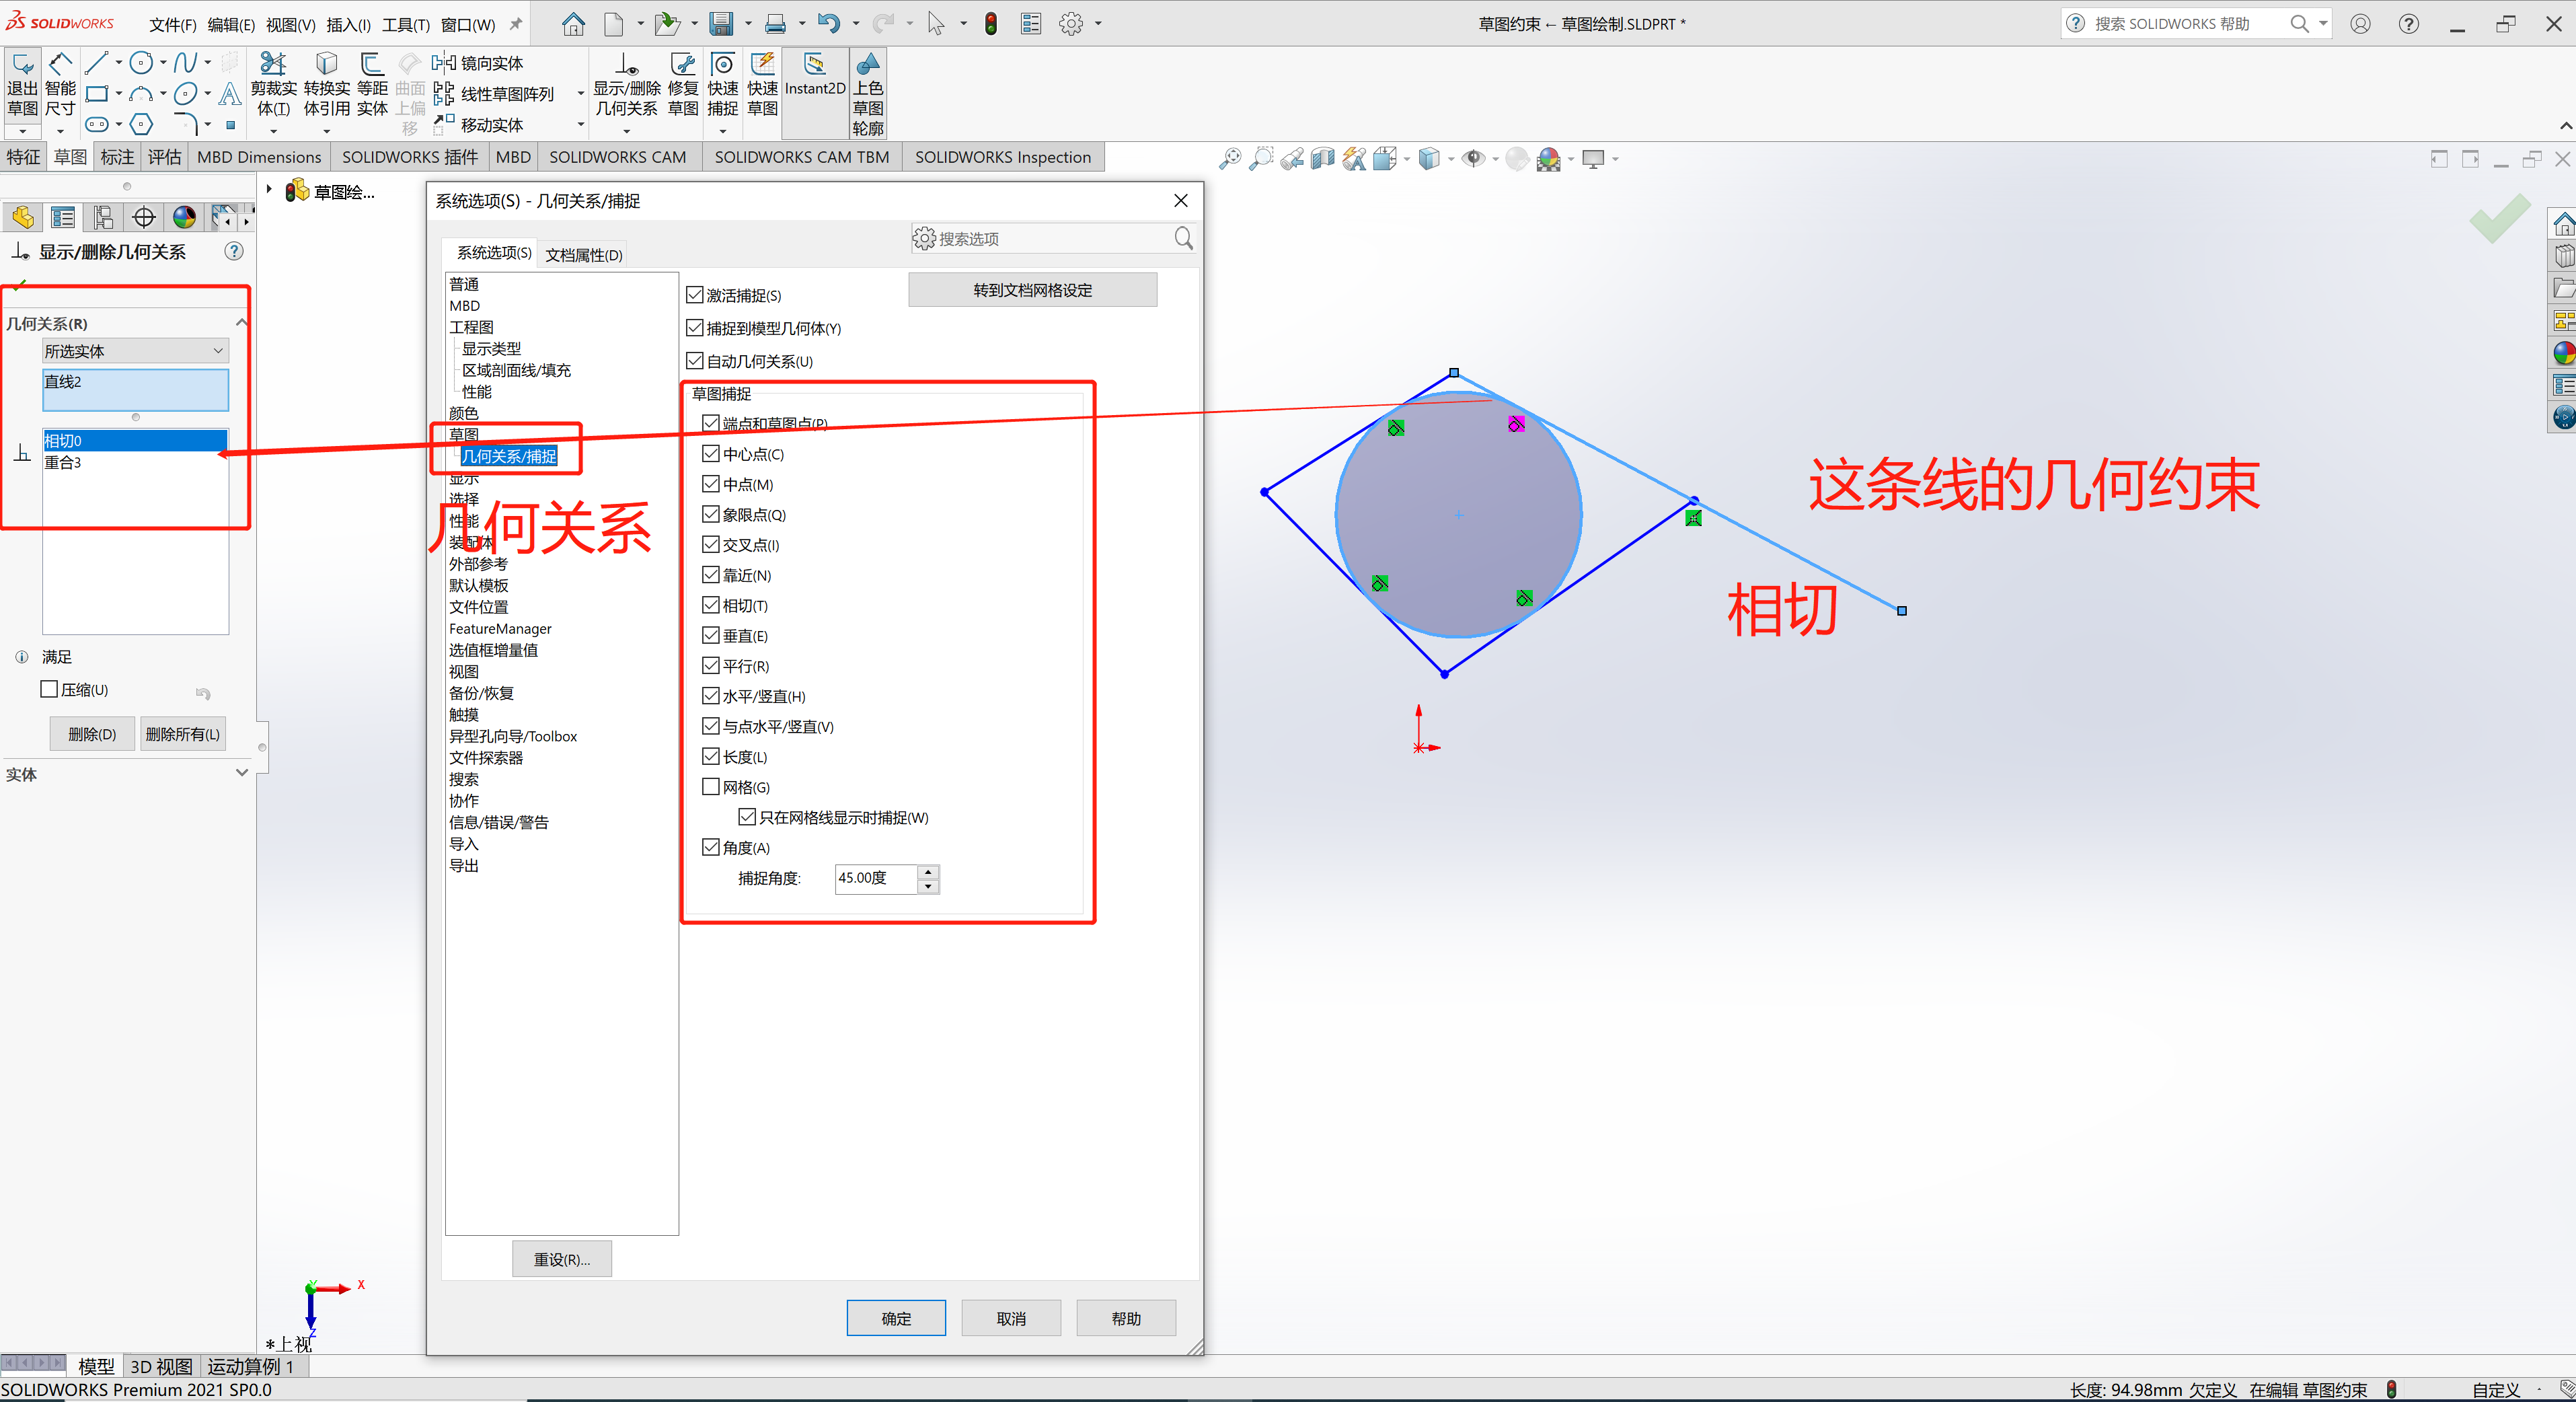 SOLIDWORKS 文件(F) 编辑(E) 视图(V) 插入(I) 工具(T) 窗口(W)
草图约束 ← 草图绘制.SLDPRT *
搜索 SOLIDWORKS 帮助
退出草图
智能尺寸
剪裁实体(T)
转换实体引用
等距实体
曲面上偏移
镜向实体
线性草图阵列
移动实体
显示/删除几何关系
修复草图
快速捕捉
快速草图
Instant2D
上色草图轮廓
特征 草图 标注 评估 MBD Dimensions SOLIDWORKS 插件 MBD SOLIDWORKS CAM SOLIDWORKS CAM TBM SOLIDWORKS Inspection
草图绘...
显示/删除几何关系
几何关系(R)
所选实体
直线2
相切0
重合3
满足
压缩(U)
删除(D) 删除所有(L)
实体
系统选项(S) - 几何关系/捕捉
系统选项(S) 文档属性(D)
搜索选项
普通
MBD
工程图
显示类型
区域剖面线/填充
性能
颜色
草图
几何关系/捕捉
显示
选择
性能
装配体
外部参考
默认模板
文件位置
FeatureManager
选值框增量值
视图
备份/恢复
触摸
异型孔向导/Toolbox
文件探索器
搜索
协作
信息/错误/警告
导入
导出
重设(R)...
激活捕捉(S)
转到文档网格设定
捕捉到模型几何体(Y)
自动几何关系(U)
草图捕捉
端点和草图点(P)
中心点(C)
中点(M)
象限点(Q)
交叉点(I)
靠近(N)
相切(T)
垂直(E)
平行(R)
水平/竖直(H)
与点水平/竖直(V)
长度(L)
网格(G)
只在网格线显示时捕捉(W)
角度(A)
捕捉角度: 45.00度
确定 取消 帮助
几何关系
这条线的几何约束
相切
Y
X
Z
*上视
模型 3D 视图 运动算例 1
SOLIDWORKS Premium 2021 SP0.0
长度: 94.98mm 欠定义 在编辑 草图约束 自定义